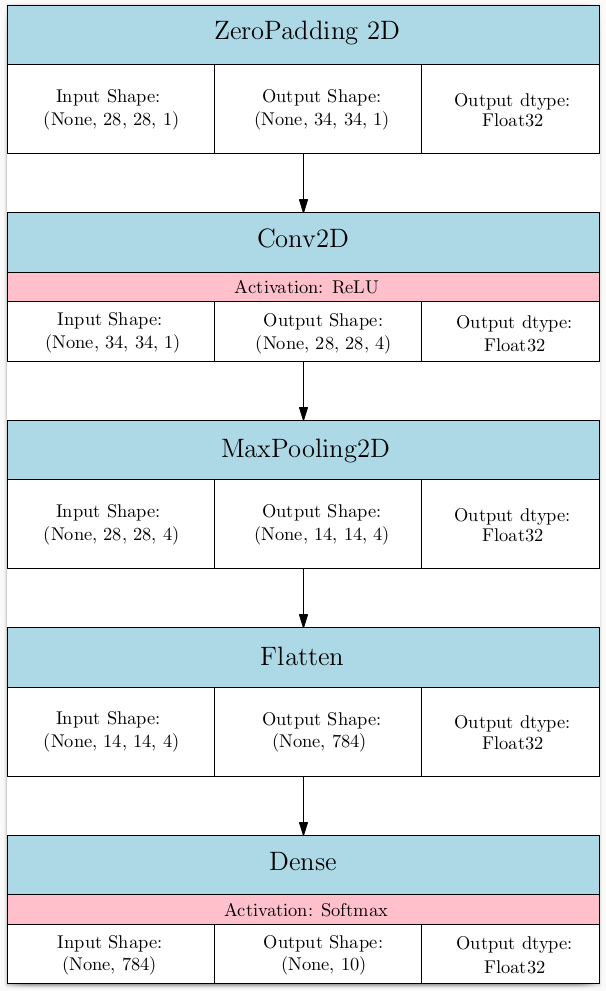 ZeroPadding 2D
Input Shape:
(None, 28, 28, 1)
Output Shape:
(None, 34, 34, 1)
Output dtype:
Float32
Conv2D
Activation: ReLU
Input Shape:
(None, 34, 34, 1)
Output Shape:
(None, 28, 28, 4)
Output dtype:
Float32
MaxPooling2D
Input Shape:
(None, 28, 28, 4)
Output Shape:
(None, 14, 14, 4)
Output dtype:
Float32
Flatten
Input Shape:
(None, 14, 14, 4)
Output Shape:
(None, 784)
Output dtype:
Float32
Dense
Activation: Softmax
Input Shape:
(None, 784)
Output Shape:
(None, 10)
Output dtype:
Float32